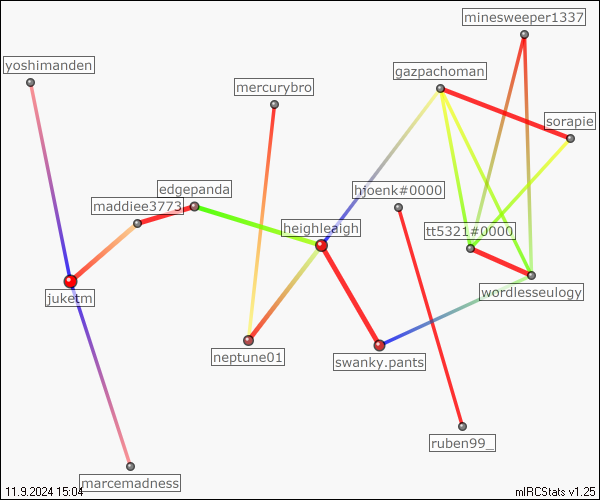 minesweeper1337
yoshimanden
gazpachoman
mercurybro
sorapie
edgepanda
hjoenk#0000
maddiee3773
heighleaigh
tt5321#0000
juketm
wordlesseulogy
neptune01
swanky.pants
ruben99_
marcemadness
11.9.2024 15:04
mIRCStats v1.25